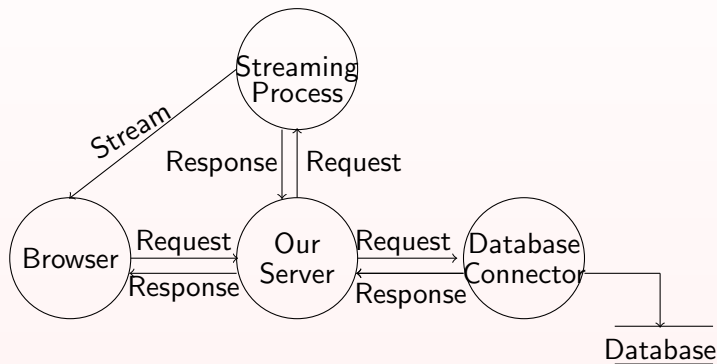 Streaming
Process
Stream
Response
Request
Browser
Request
Response
Our
Server
Request
Response
Database
Connector
Database